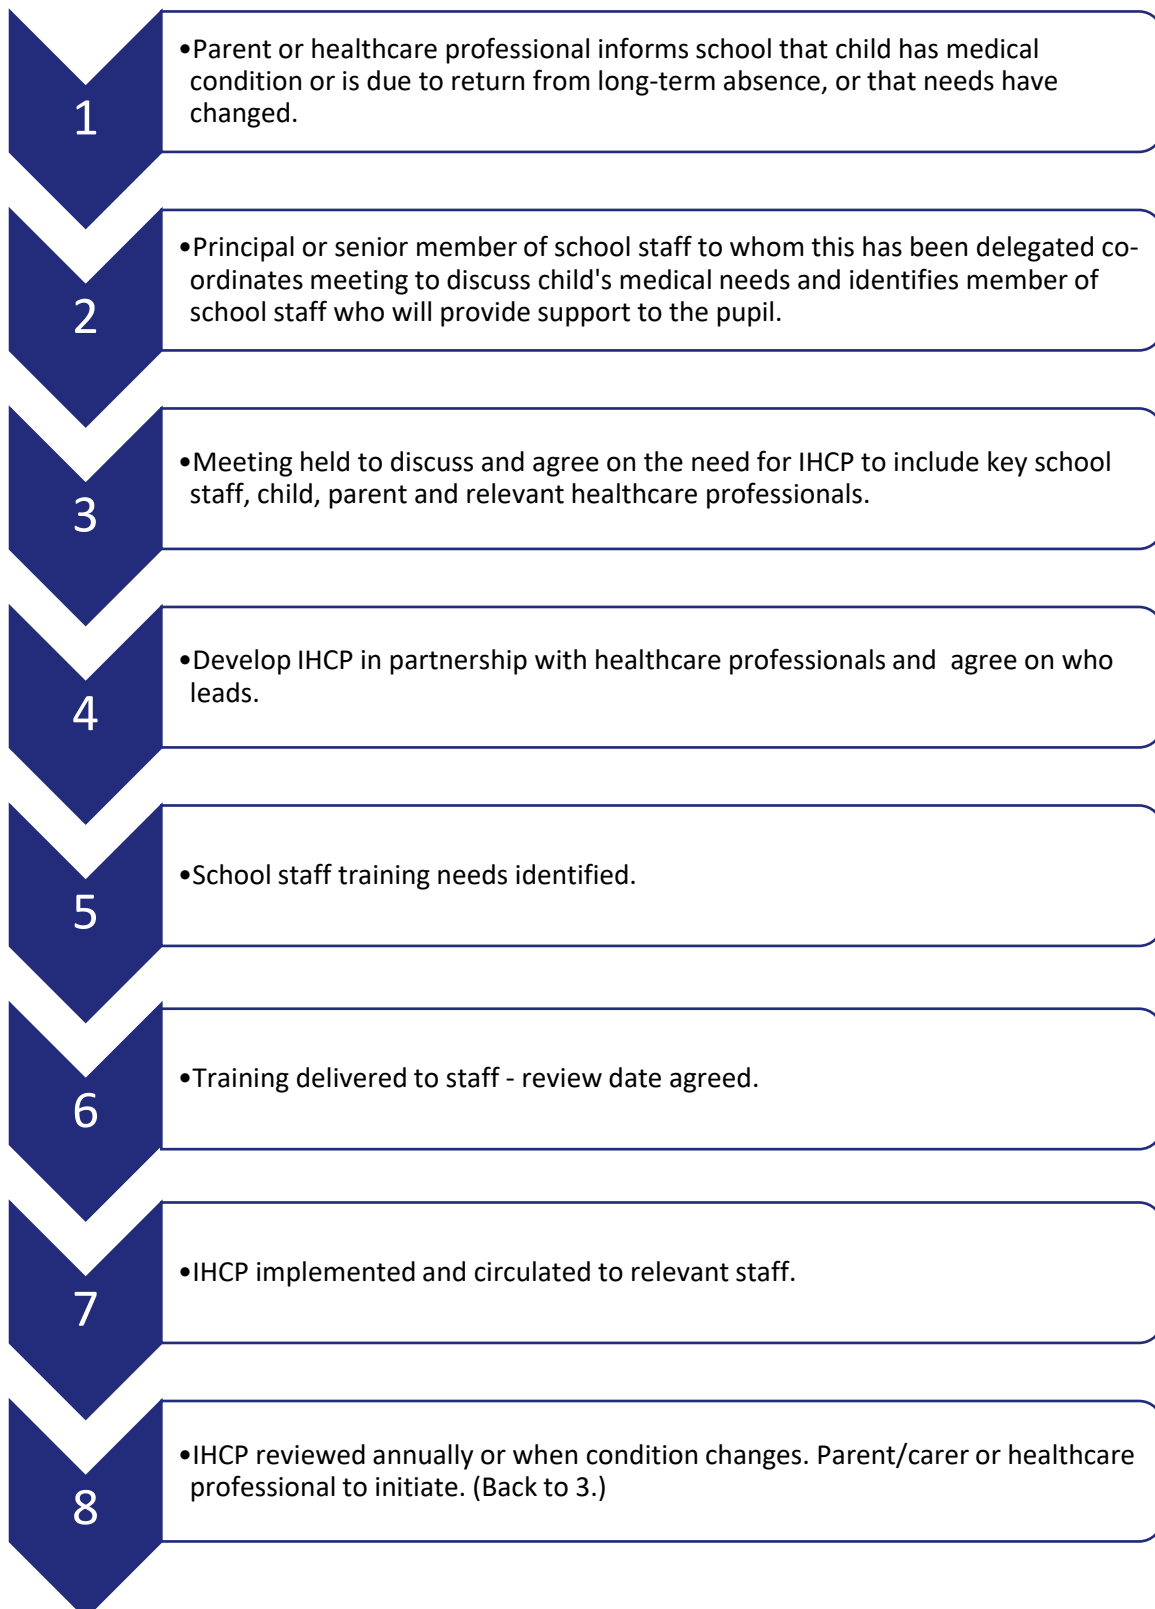 1
•Parent or healthcare professional informs school that child has medical
condition or is due to return from long-term absence, or that needs have
changed.
2
•Principal or senior member of school staff to whom this has been delegated co-
ordinates meeting to discuss child's medical needs and identifies member of
school staff who will provide support to the pupil.
3
•Meeting held to discuss and agree on the need for IHCP to include key school
staff, child, parent and relevant healthcare professionals.
4
•Develop IHCP in partnership with healthcare professionals and  agree on who
leads.
5
•School staff training needs identified.
6
•Training delivered to staff - review date agreed.
7
•IHCP implemented and circulated to relevant staff.
8
•IHCP reviewed annually or when condition changes. Parent/carer or healthcare
professional to initiate. (Back to 3.)